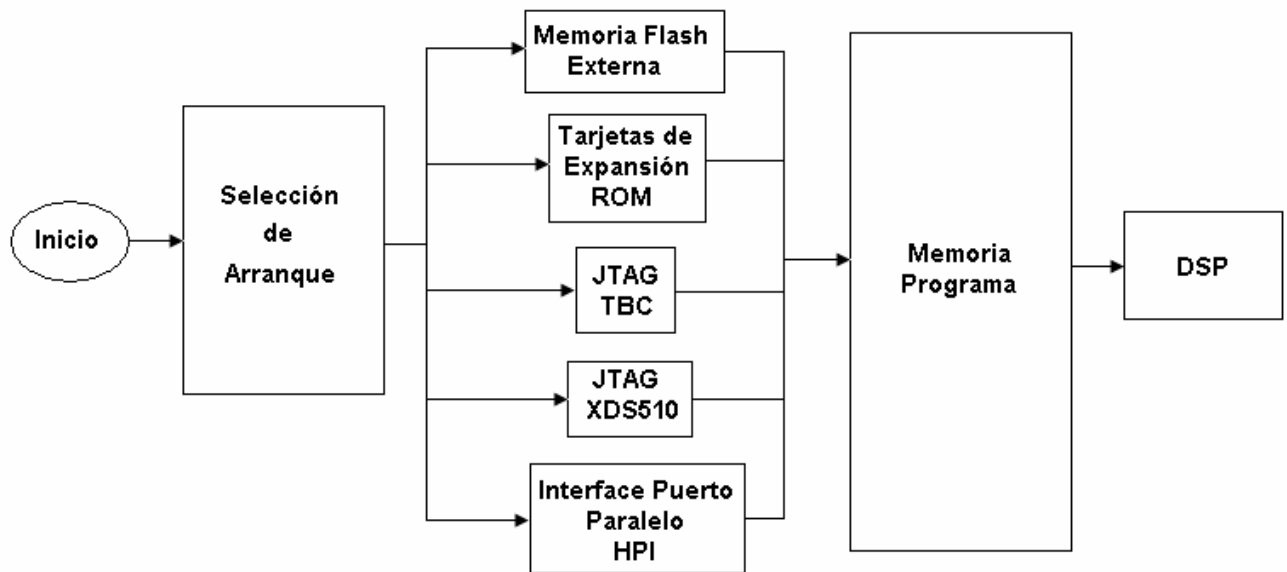 Inicio
Selección
de
Arranque
Memoria Flash
Externa
Tarjetas de
Expansión
ROM
JTAG
TBC
JTAG
XDS510
Interface Puerto
Paralelo
HPI
Memoria
Programa
DSP